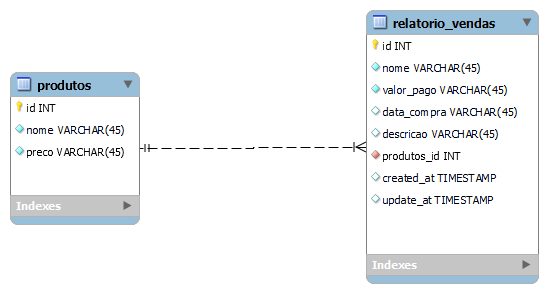 produtos
id INT
nome VARCHAR(45)
preco VARCHAR(45)
Indexes
relatorio_vendas
id INT
nome VARCHAR(45)
valor_pago VARCHAR(45)
data_compra VARCHAR(45)
descricao VARCHAR(45)
produtos_id INT
created_at TIMESTAMP
update_at TIMESTAMP
Indexes